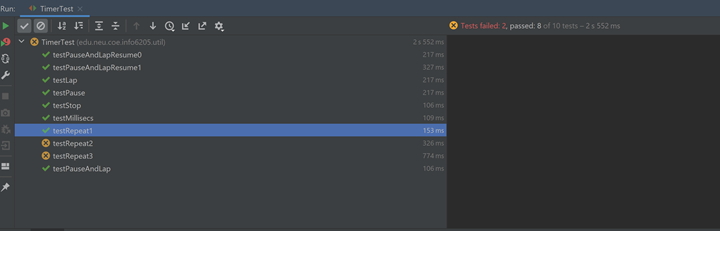 Run: TimerTest ×
Tests failed: 2, passed: 8 of 10 tests – 2 s 552 ms
TimerTest (edu.neu.coe.info6205.util) 2 s 552 ms
testPauseAndLapResume0 217 ms
testPauseAndLapResume1 327 ms
testLap 217 ms
testPause 217 ms
testStop 106 ms
testMillisecs 109 ms
testRepeat1 153 ms
testRepeat2 328 ms
testRepeat3 774 ms
testPauseAndLap 106 ms